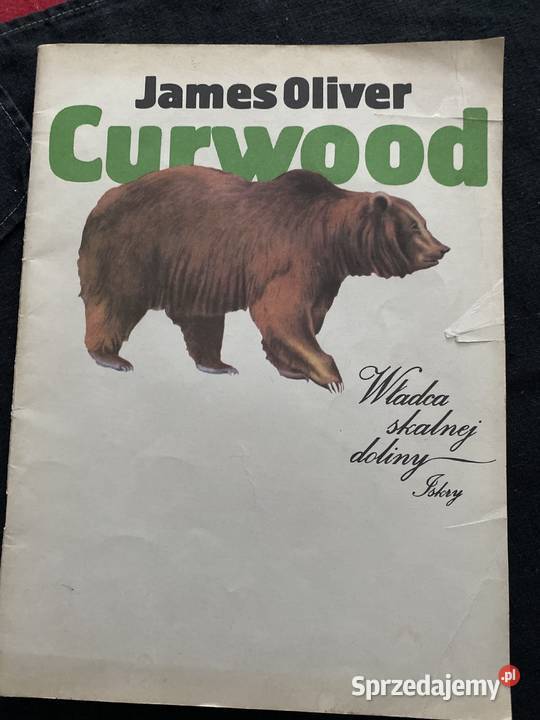 James Oliver
Curwood
Władca
skalnej
doliny
Iskry
Sprzedajemy.pl